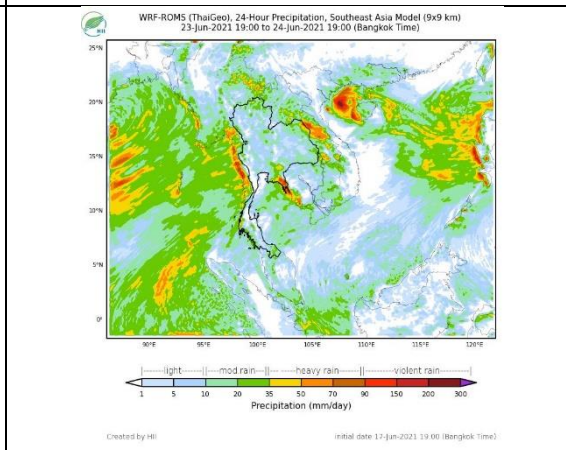 HII
WRF-ROMS (ThaiGeo), 24-Hour Precipitation, Southeast Asia Model (9x9 km)
23-Jun-2021 19:00 to 24-Jun-2021 19:00 (Bangkok Time)
25°N
20°N
15°N
10°N
5°N
0°
90°E 95°E 100°E 105°E 110°E 115°E 120°E
|--------light--------||----mod.rain----||--- -----heavy rain-------||------------violent rain------------|
1 5 10 20 35 50 70 90 150 200 300
Precipitation (mm/day)
Created by HII
initial date 17-Jun-2021 19:00 (Bangkok Time)